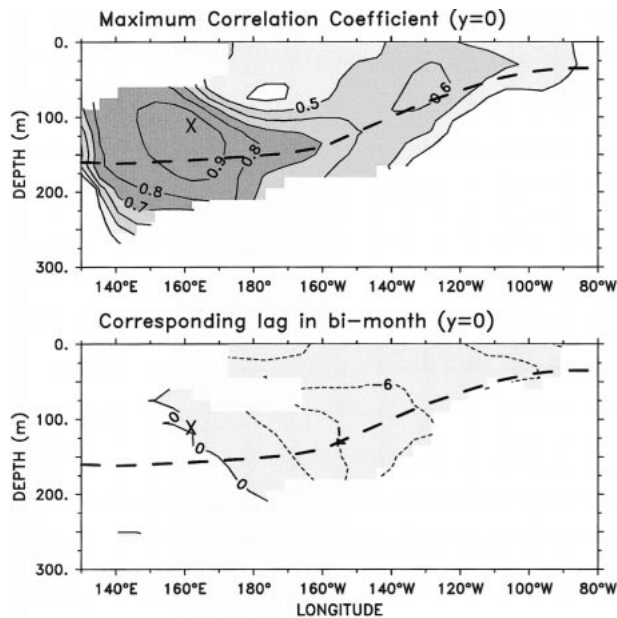 Maximum Correlation Coefficient (y=0)
0.
100.
200.
300.
DEPTH (m)
X
0.5
0.6
0.8
0.9
0.8
0.7
140°E 160°E 180° 160°W 140°W 120°W 100°W 80°W
Corresponding lag in bi-month (y=0)
0.
100.
200.
300.
DEPTH (m)
-6
0
X
0
0
140°E 160°E 180° 160°W 140°W 120°W 100°W 80°W
LONGITUDE